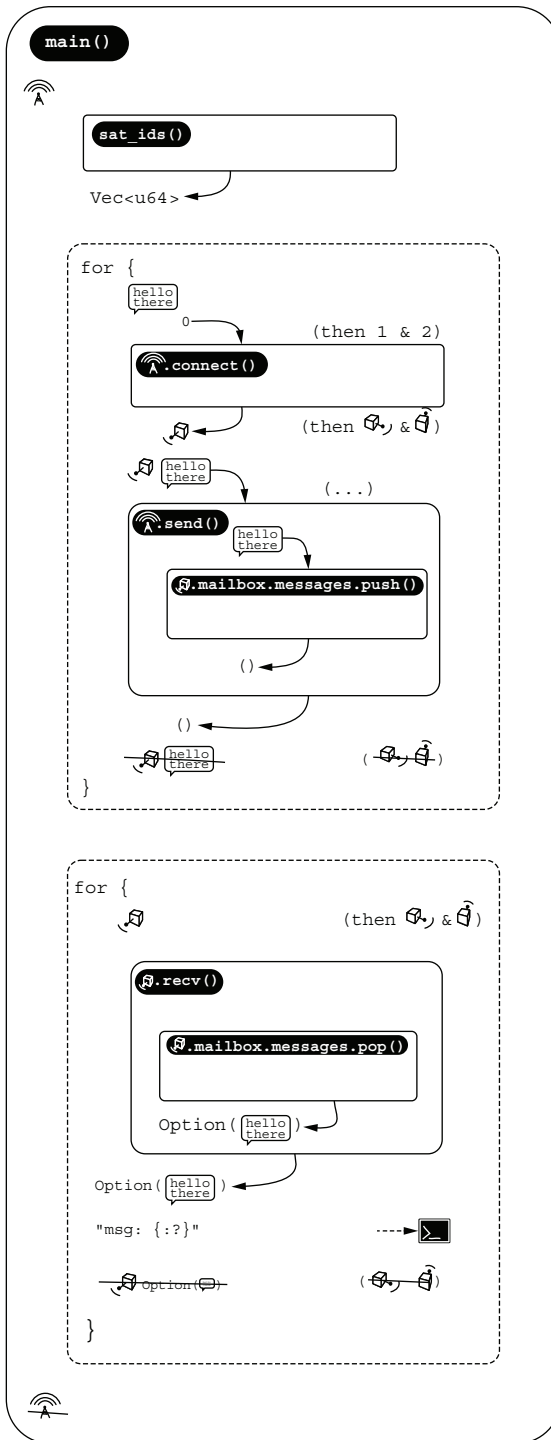 main()
sat_ids()
Vec<u64>
for {
hello
there
0
(then 1 & 2)
.connect()
(then & )
hello
there
(...)
.send()
hello
there
.mailbox.messages.push()
()
()
hello
there
( )
}
for {
(then & )
.recv()
.mailbox.messages.pop()
Option( hello
there )
Option( hello
there )
"msg: {:?}"
>_
Option( )
( )
}